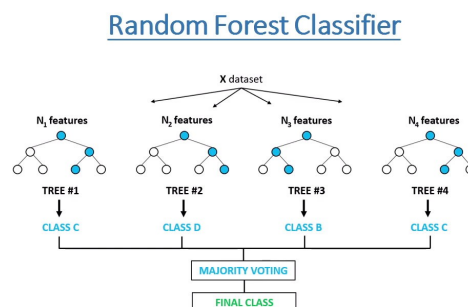 Random Forest Classifier
X dataset
N1 features N2 features N3 features N4 features
TREE #1 TREE #2 TREE #3 TREE #4
CLASS C CLASS D CLASS B CLASS C
MAJORITY VOTING
FINAL CLASS